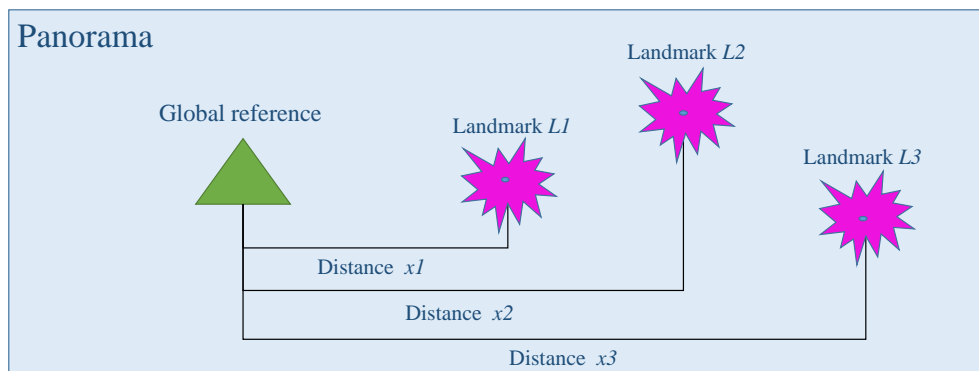 Panorama
Landmark L2
Global reference
Landmark L1
Landmark L3
Distance x1
Distance x2
Distance x3